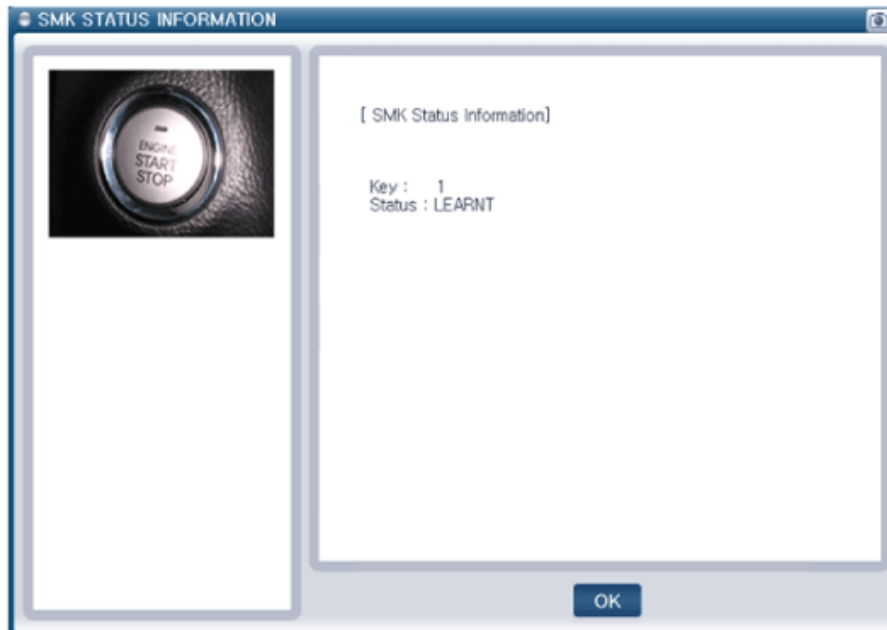 SMK STATUS INFORMATION
ENGINE
START
STOP
[ SMK Status Information]
Key : 1
Status : LEARNT
OK